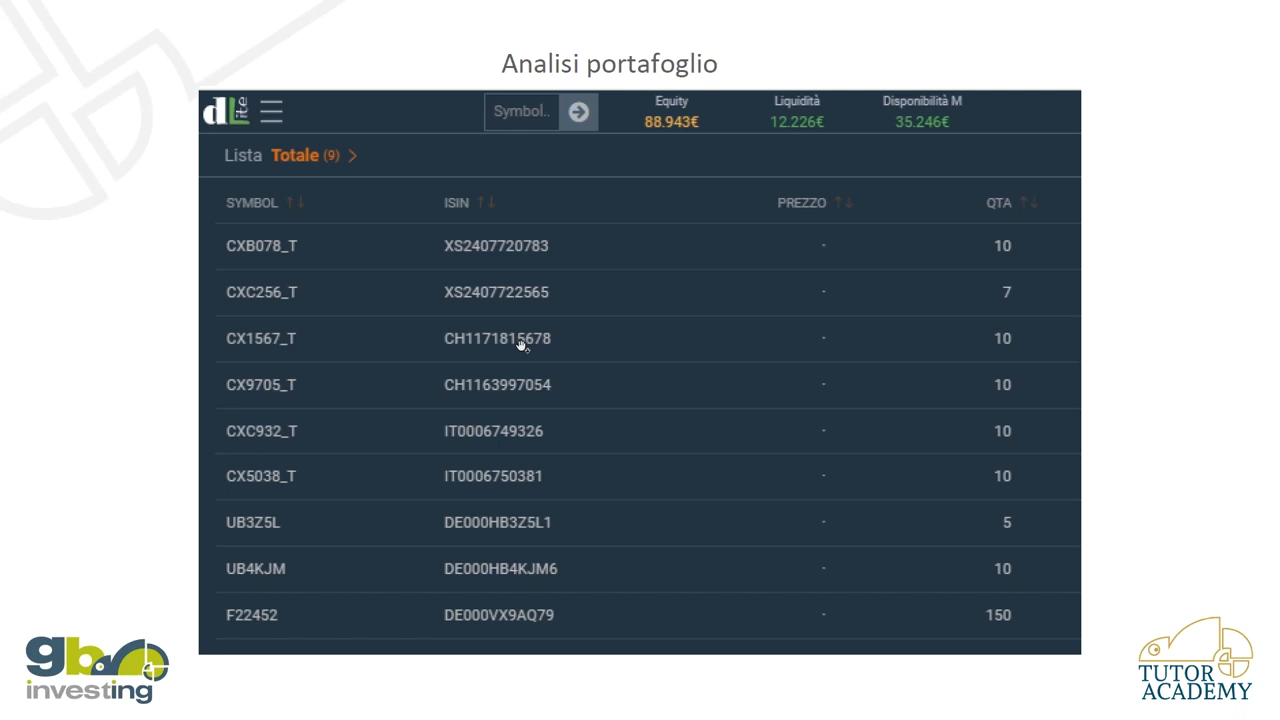 Analisi portafoglio
dLite
Symbol.. Equity Liquidità Disponibilità M
88.943€ 12.226€ 35.246€
Lista Totale (9) >
SYMBOL ↑↓ ISIN ↑↓ PREZZO ↑↓ QTA ↑↓
CXB078_T XS2407720783 - 10
CXC256_T XS2407722565 - 7
CX1567_T CH1171815678 - 10
CX9705_T CH1163997054 - 10
CXC932_T IT0006749326 - 10
CX5038_T IT0006750381 - 10
UB3Z5L DE000HB3Z5L1 - 5
UB4KJM DE000HB4KJM6 - 10
F22452 DE000VX9AQ79 - 150
gb
investing
TUTOR
ACADEMY